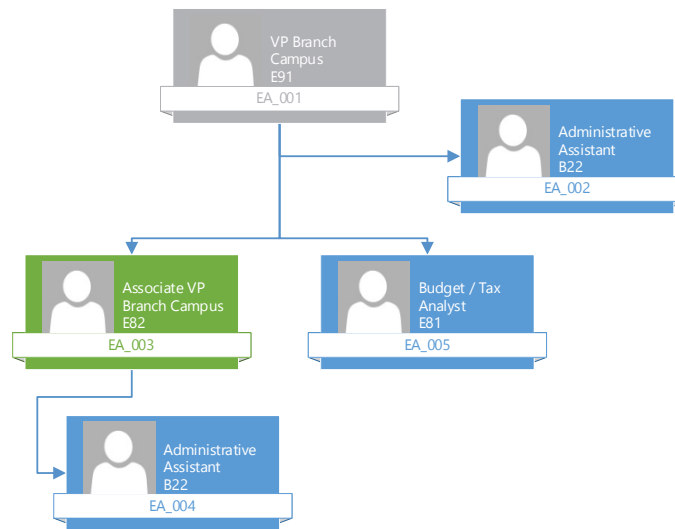 VP Branch
Campus
E91
EA_001
Administrative
Assistant
B22
EA_002
Associate VP
Branch Campus
E82
EA_003
Budget / Tax
Analyst
E81
EA_005
Administrative
Assistant
B22
EA_004